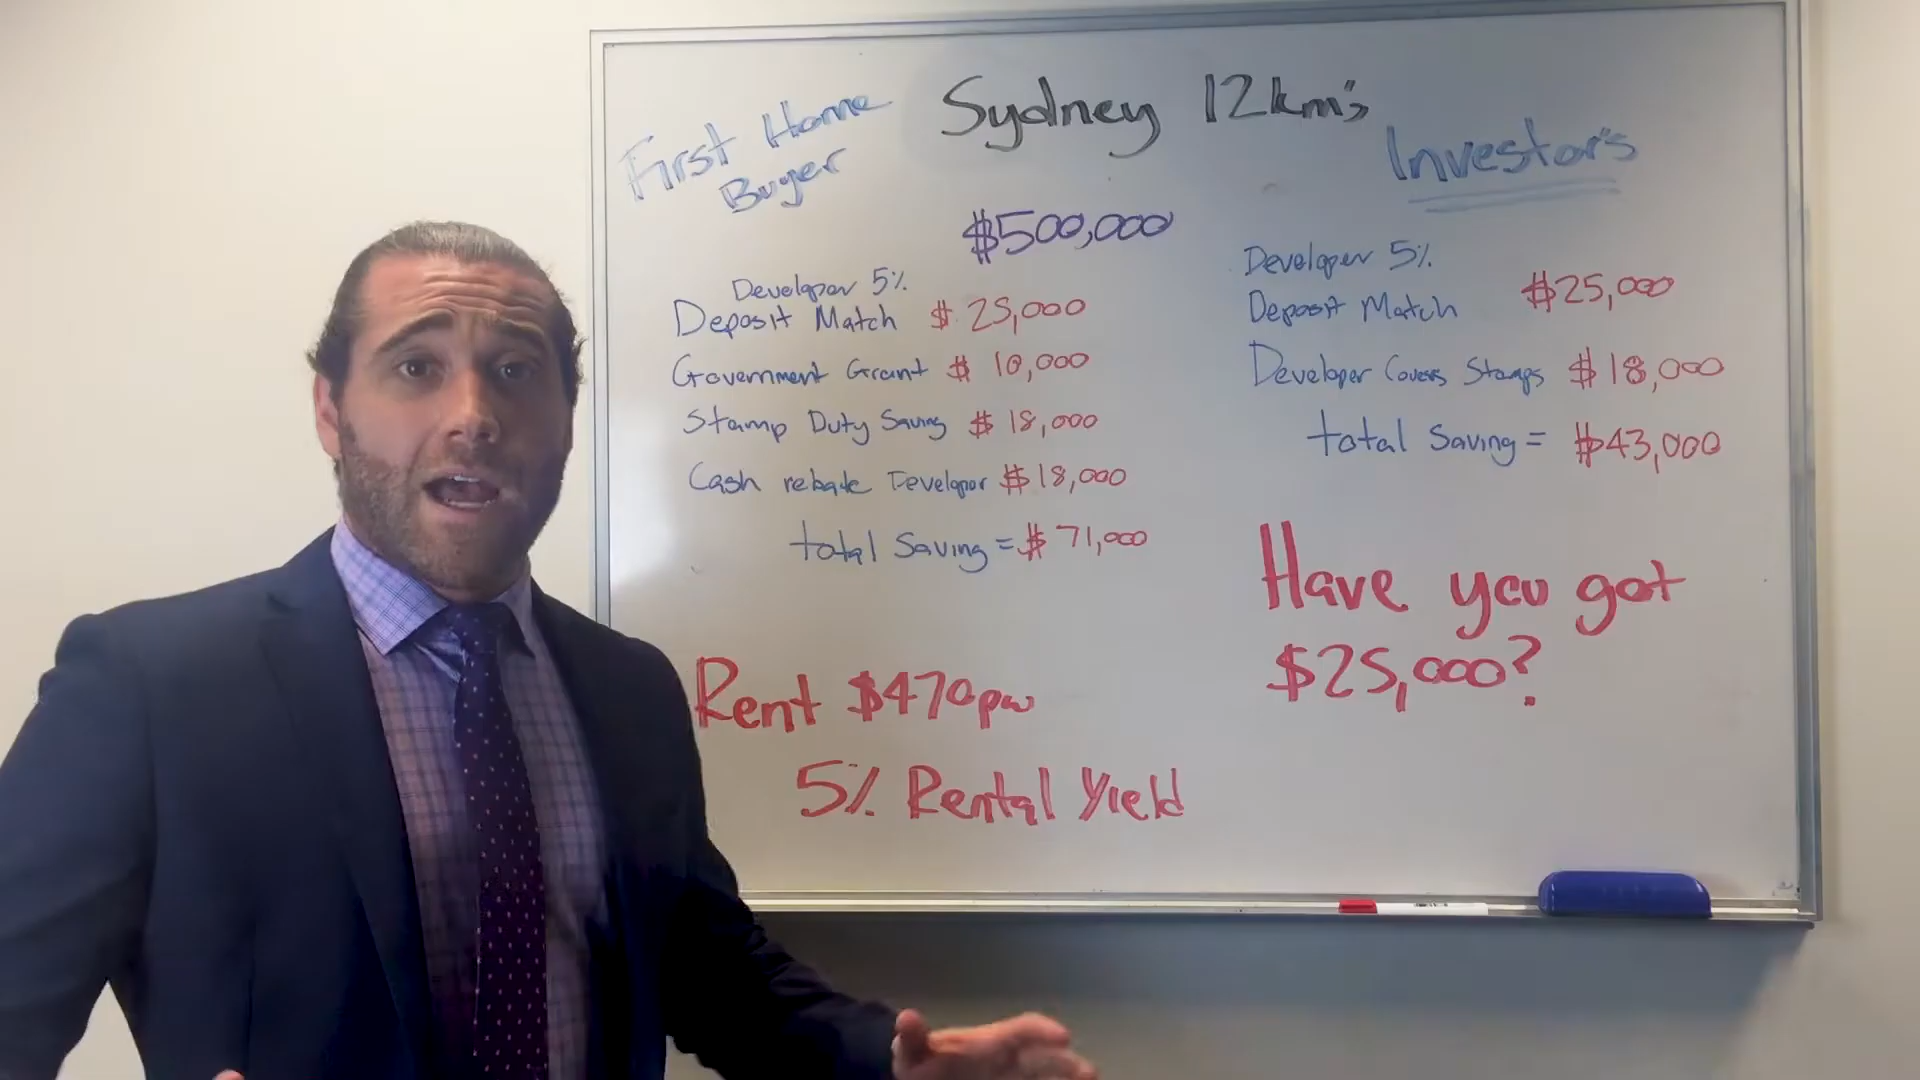 Sydney 12km's
First Home
Buyer
$500,000
Developer 5%
Deposit Match $25,000
Government Grant $10,000
Stamp Duty Saving $18,000
Cash rebate Developer $18,000
total Saving = $71,000
Rent $470pw
5% Rental Yield
Investors
Developer 5%
Deposit Match $25,000
Developer Covers Stamps $18,000
total Saving = $43,000
Have you got
$25,000?